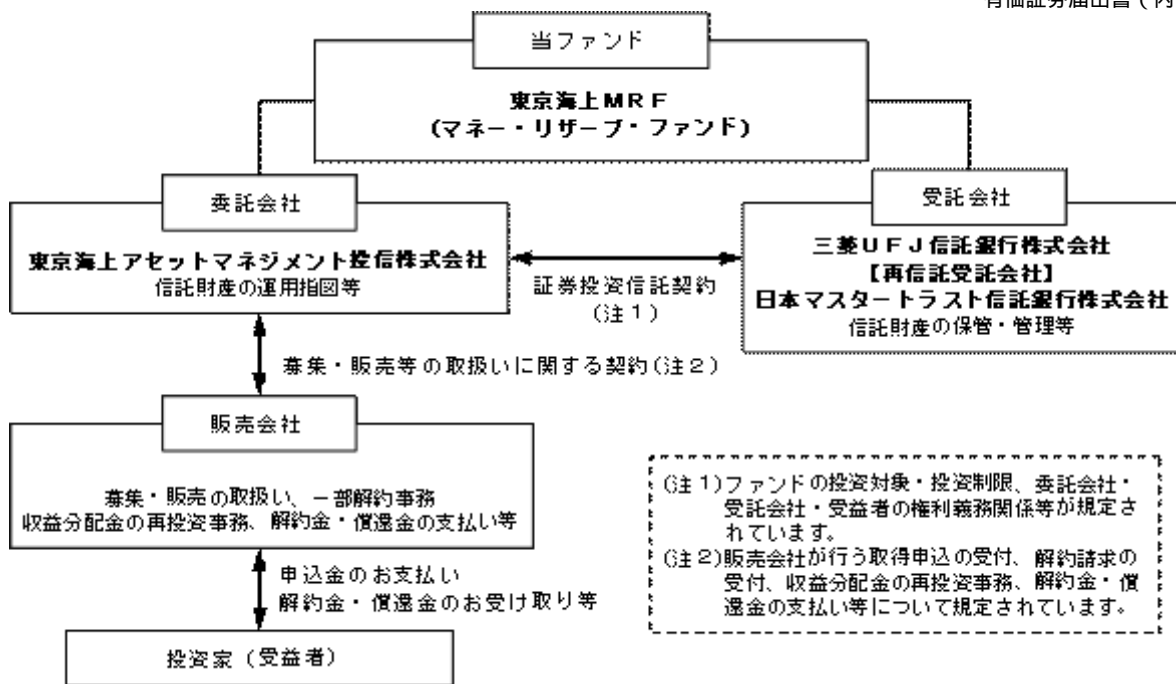 有価証券届出書（内
当ファンド
東京海上ＭＲＦ
（マネー・リザーブ・ファンド）
委託会社
東京海上アセットマネジメント投信株式会社
信託財産の運用指図等
証券投資信託契約
（注１）
受託会社
三菱ＵＦＪ信託銀行株式会社
【再信託受託会社】
日本マスタートラスト信託銀行株式会社
信託財産の保管・管理等
募集・販売等の取扱いに関する契約（注２）
販売会社
募集・販売の取扱い、一部解約事務
収益分配金の再投資事務、解約金・償還金の支払い等
申込金のお支払い
解約金・償還金のお受け取り等
投資家（受益者）
（注１）ファンドの投資対象・投資制限、委託会社・
受託会社・受益者の権利義務関係等が規定さ
れています。
（注２）販売会社が行う取得申込の受付、解約請求の
受付、収益分配金の再投資事務、解約金・償
還金の支払い等について規定されています。